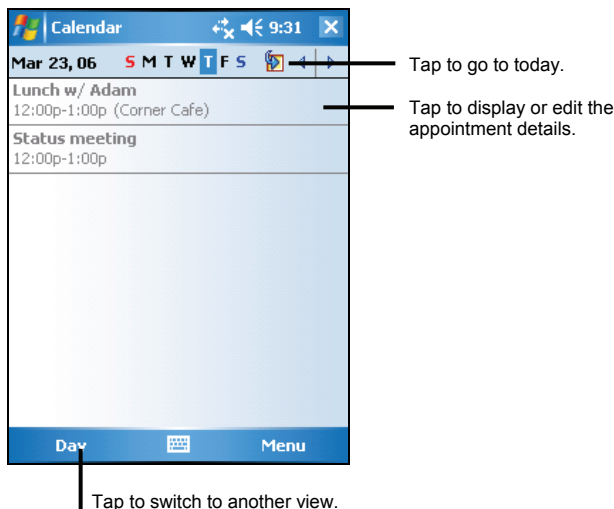 Calendar
9:31
Mar 23, 06 S M T W T F S
Tap to go to today.
Lunch w/ Adam
12:00p-1:00p (Corner Cafe)
Tap to display or edit the
appointment details.
Status meeting
12:00p-1:00p
Day
Menu
Tap to switch to another view.